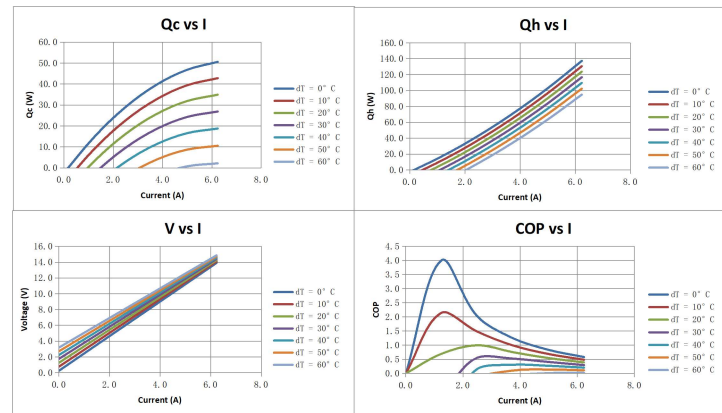 Qc vs I
60.0
50.0
40.0
30.0
20.0
10.0
0.0
Qc (W)
0.0 2.0 4.0 6.0 8.0
Current (A)
dT = 0° C
dT = 10° C
dT = 20° C
dT = 30° C
dT = 40° C
dT = 50° C
dT = 60° C
Qh vs I
160.0
140.0
120.0
100.0
80.0
60.0
40.0
20.0
0.0
Qh (W)
0.0 2.0 4.0 6.0 8.0
Current (A)
dT = 0° C
dT = 10° C
dT = 20° C
dT = 30° C
dT = 40° C
dT = 50° C
dT = 60° C
V vs I
16.0
14.0
12.0
10.0
8.0
6.0
4.0
2.0
0.0
Voltage (V)
0.0 2.0 4.0 6.0 8.0
Current (A)
dT = 0° C
dT = 10° C
dT = 20° C
dT = 30° C
dT = 40° C
dT = 50° C
dT = 60° C
COP vs I
4.5
4.0
3.5
3.0
2.5
2.0
1.5
1.0
0.5
0.0
COP
0.0 2.0 4.0 6.0 8.0
Current (A)
dT = 0° C
dT = 10° C
dT = 20° C
dT = 30° C
dT = 40° C
dT = 50° C
dT = 60° C